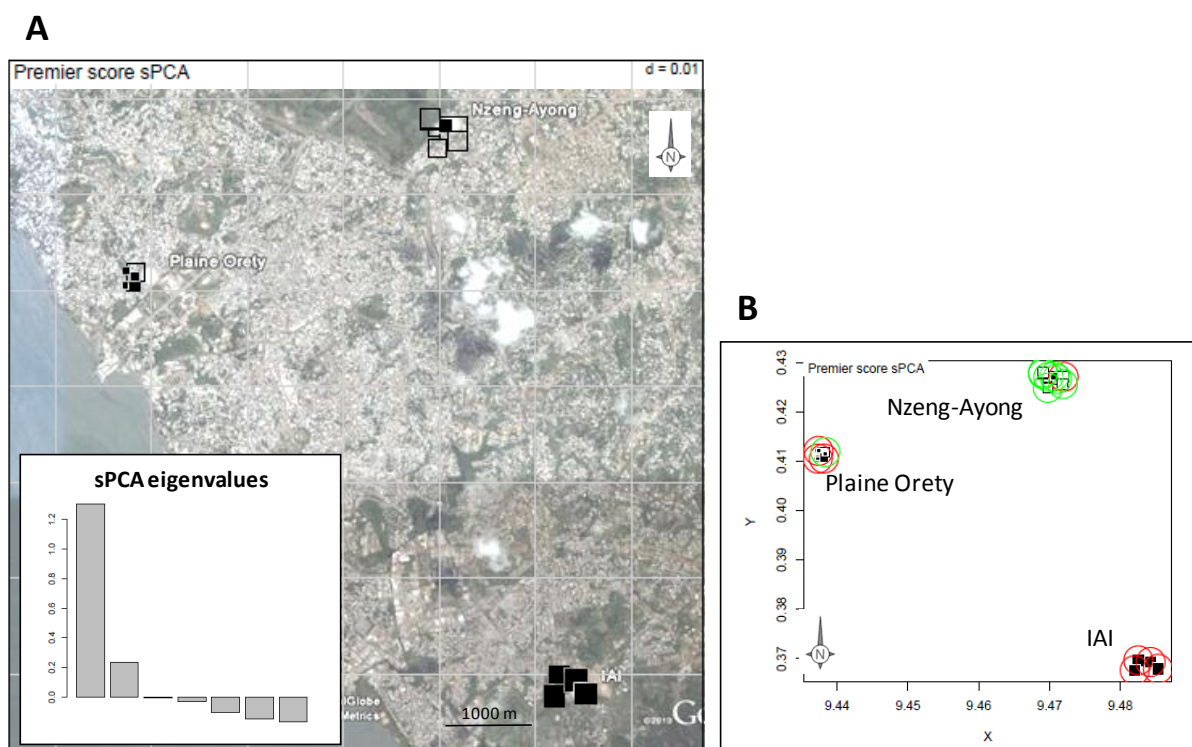 A
Premier score sPCA
d = 0.01
Nzeng-Ayong
N
Plaine Orety
sPCA eigenvalues
1.2
1.0
0.8
0.6
0.4
0.2
0.0
IAI
1000 m
©2013 Go
B
Premier score sPCA
0.43
0.42
0.41
0.40
0.39
0.38
0.37
Y
Nzeng-Ayong
Plaine Orety
IAI
N
9.44 9.45 9.46 9.47 9.48
X